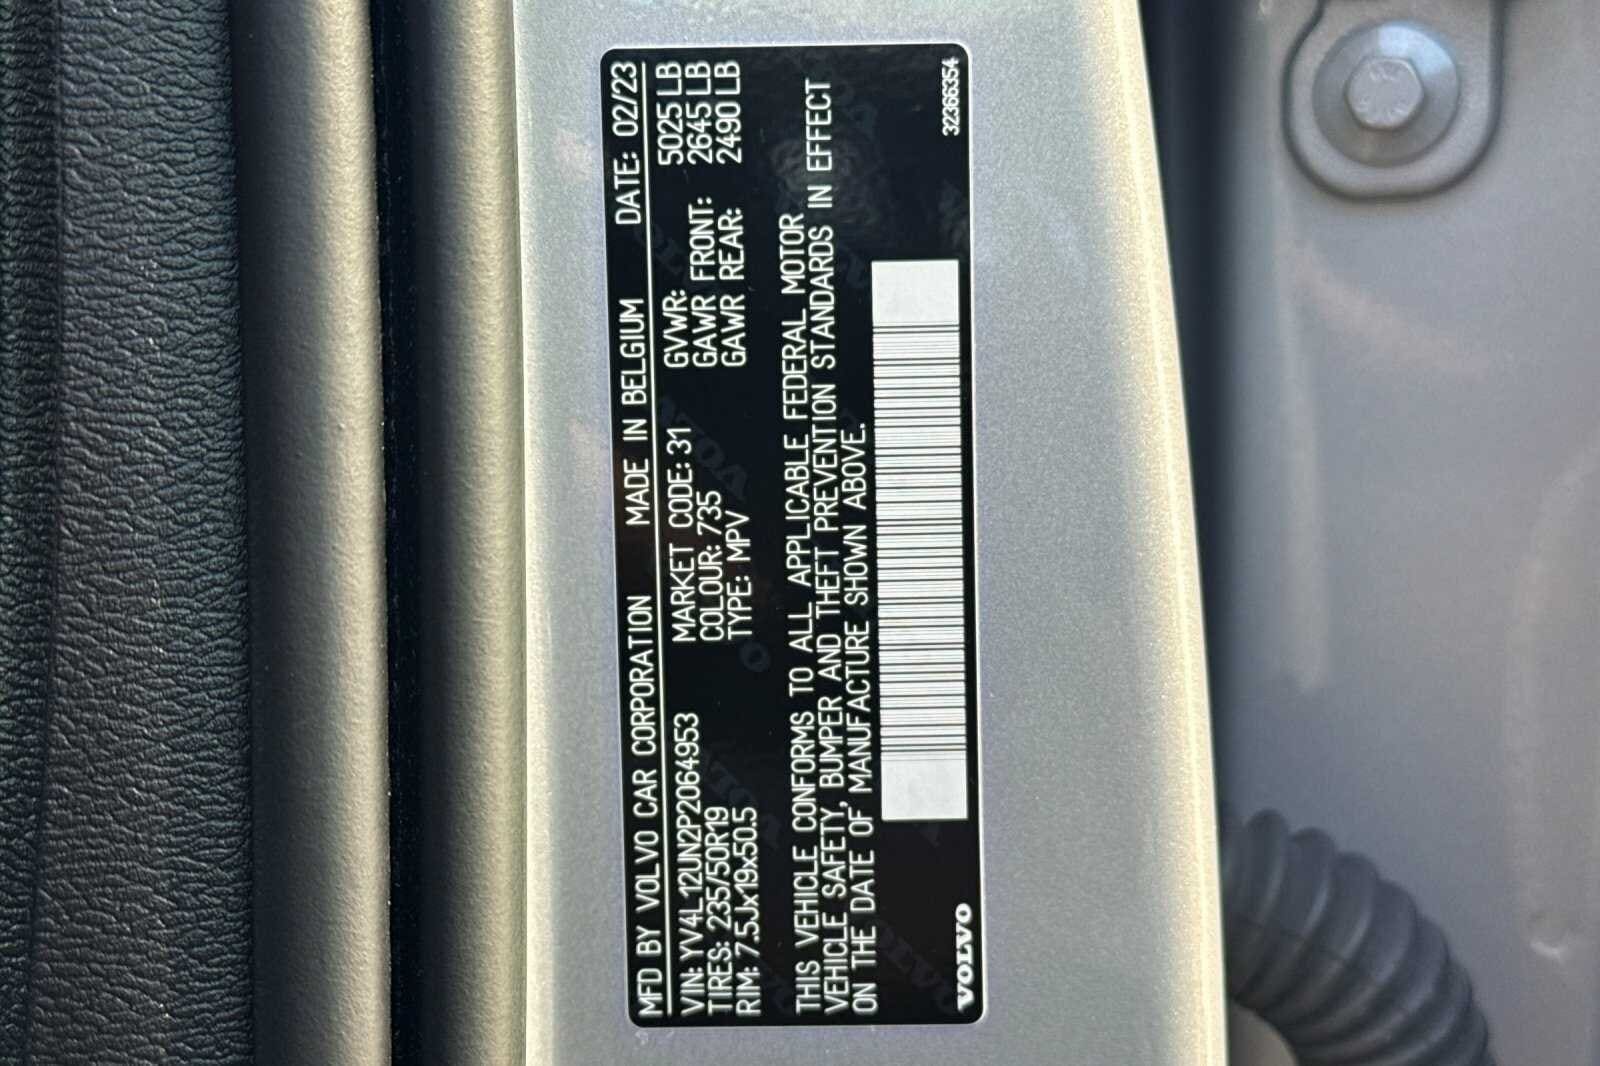 MFD BY VOLVO CAR CORPORATION MADE IN BELGIUM DATE: 02/23
VIN: YV4L12UN2P2064953 MARKET CODE: 31 GVWR: 5025 LB
TIRES: 235/50R19 COLOUR: 735 GAWR FRONT: 2645 LB
RIM: 7.5Jx19x50.5 TYPE: MPV GAWR REAR: 2490 LB
THIS VEHICLE CONFORMS TO ALL APPLICABLE FEDERAL MOTOR
VEHICLE SAFETY, BUMPER AND THEFT PREVENTION STANDARDS IN EFFECT
ON THE DATE OF MANUFACTURE SHOWN ABOVE.
VOLVO 32366354